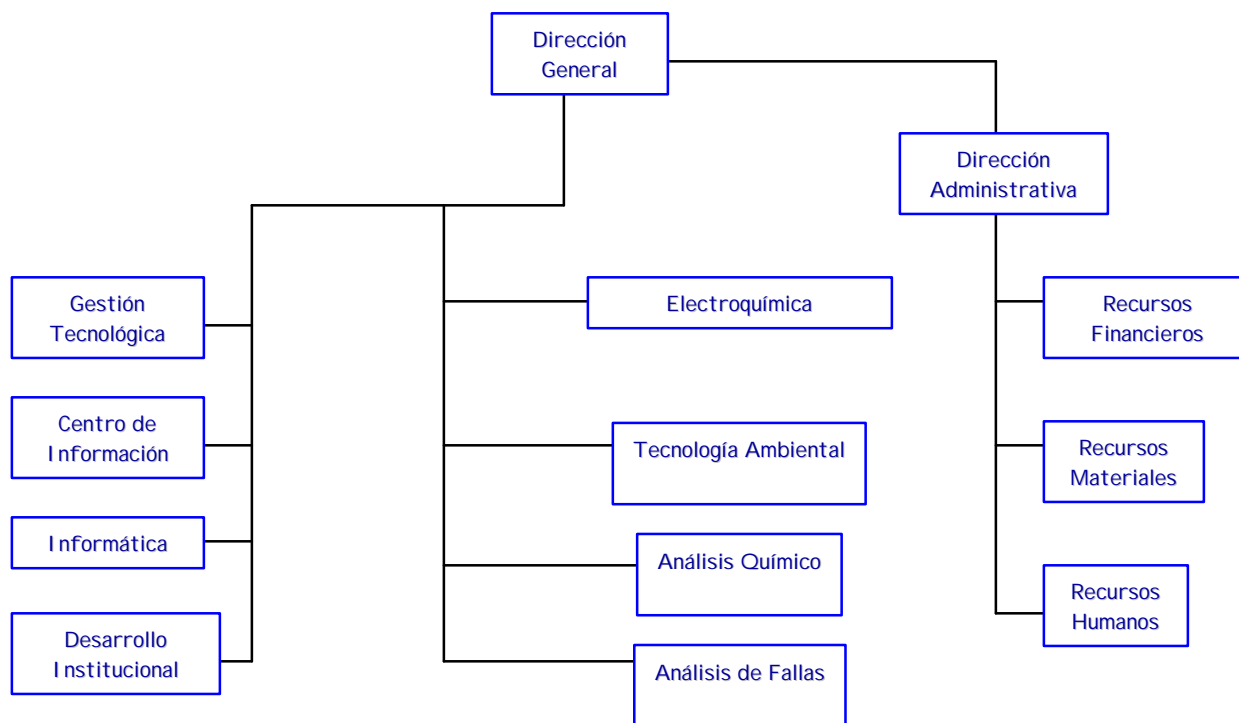 Dirección
General
Dirección
Administrativa
Gestión
Tecnológica
Centro de
Información
Informática
Desarrollo
Institucional
Electroquímica
Tecnología Ambiental
Análisis Químico
Análisis de Fallas
Recursos
Financieros
Recursos
Materiales
Recursos
Humanos